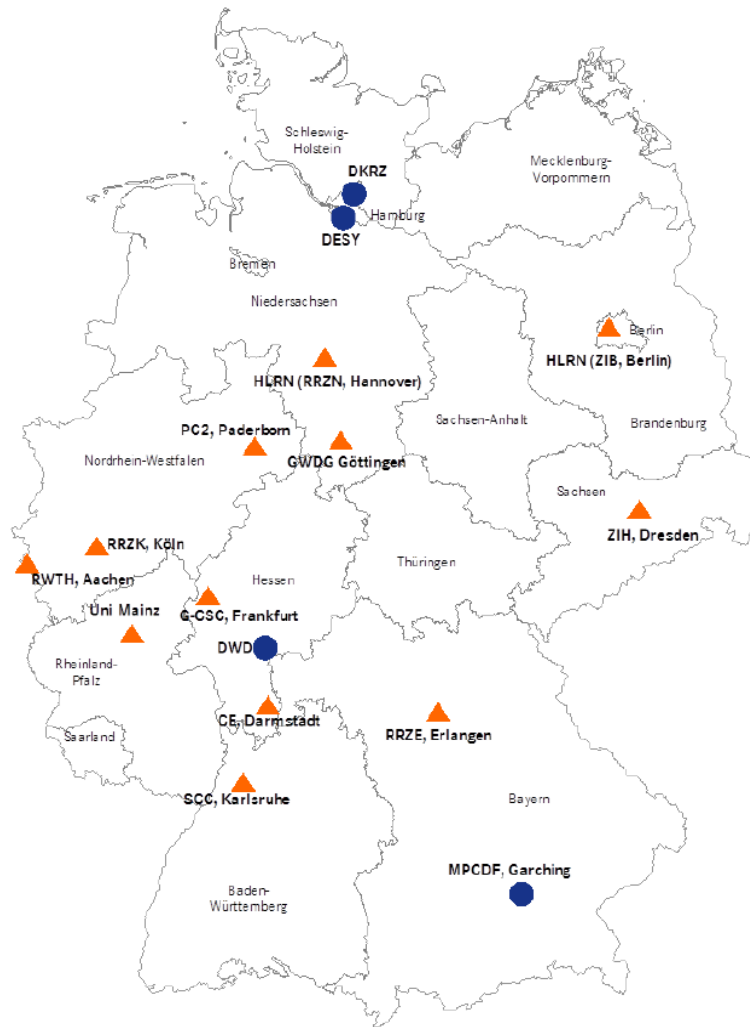 Schleswig-
Holstein
Mecklenburg-
Vorpommern
DKRZ
Hamburg
DESY
Bremen
Niedersachsen
Berlin
HLRN (ZIB, Berlin)
HLRN (RRZN, Hannover)
Sachsen-Anhalt
Brandenburg
PC2, Paderborn
Nordrhein-Westfalen
GWDG Göttingen
Sachsen
ZIH, Dresden
RRZK, Köln
RWTH, Aachen
Thüringen
Hessen
Uni Mainz
G-CSC, Frankfurt
DWD
Rheinland-
Pfalz
CE, Darmstadt
RRZE, Erlangen
Saarland
SCC, Karlsruhe
Bayern
MPCDF, Garching
Baden-
Württemberg